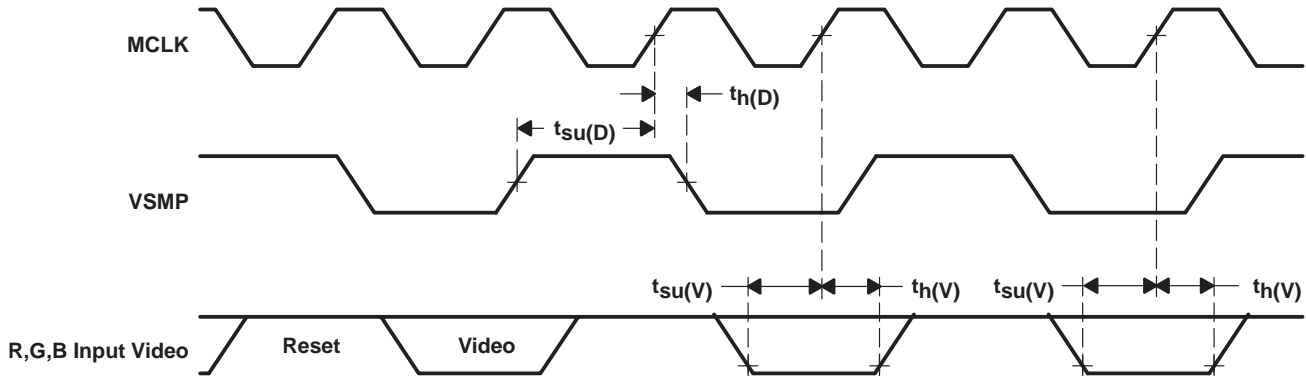 MCLK
th(D)
tsu(D)
VSMP
tsu(V) th(V) tsu(V) th(V)
R,G,B Input Video Reset Video